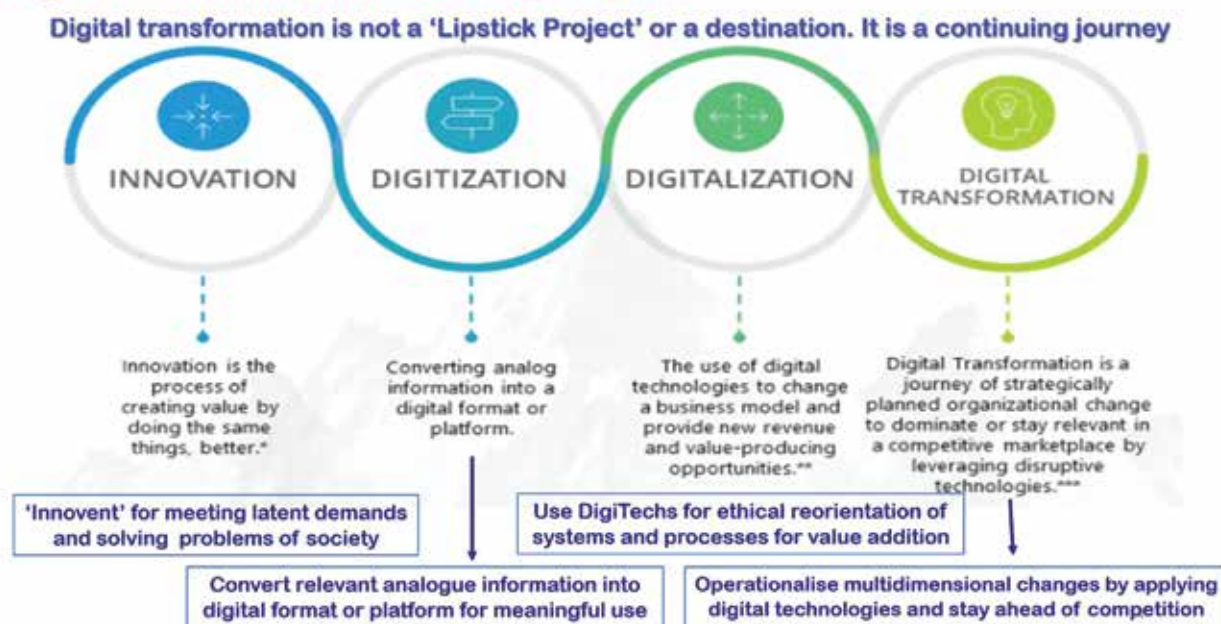 Digital transformation is not a ‘Lipstick Project’ or a destination. It is a continuing journey
INNOVATION
DIGITIZATION
DIGITALIZATION
DIGITAL
TRANSFORMATION
Innovation is the
process of
creating value by
doing the same
things, better.*
Converting analog
information into a
digital format or
platform.
The use of digital
technologies to change
a business model and
provide new revenue
and value-producing
opportunities.**
Digital Transformation is a
journey of strategically
planned organizational change
to dominate or stay relevant in
a competitive marketplace by
leveraging disruptive
technologies.***
‘Innovent’ for meeting latent demands
and solving problems of society
Convert relevant analogue information into
digital format or platform for meaningful use
Use DigiTechs for ethical reorientation of
systems and processes for value addition
Operationalise multidimensional changes by applying
digital technologies and stay ahead of competition